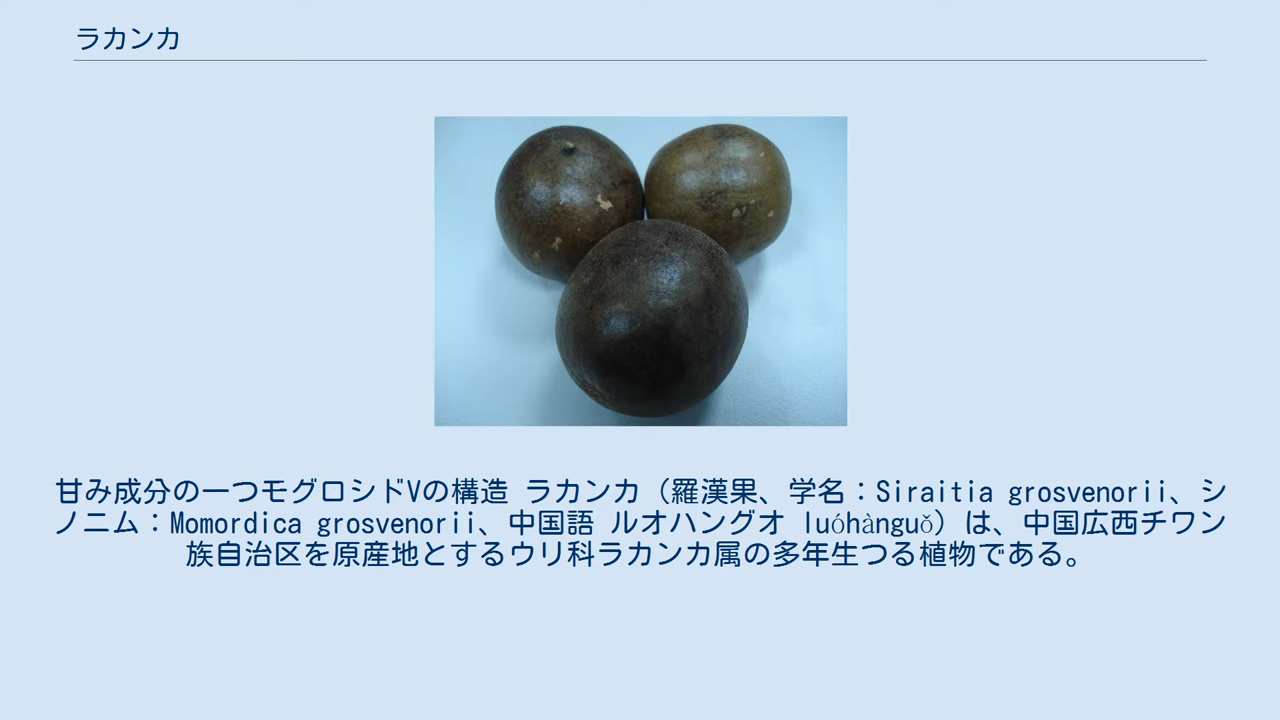 ラカンカ
甘み成分の一つモグロシドVの構造 ラカンカ（羅漢果、学名：Siraitia grosvenorii、シ
ノニム：Momordica grosvenorii、中国語 ルオハングオ luóhànguǒ）は、中国広西チワン
族自治区を原産地とするウリ科ラカンカ属の多年生つる植物である。